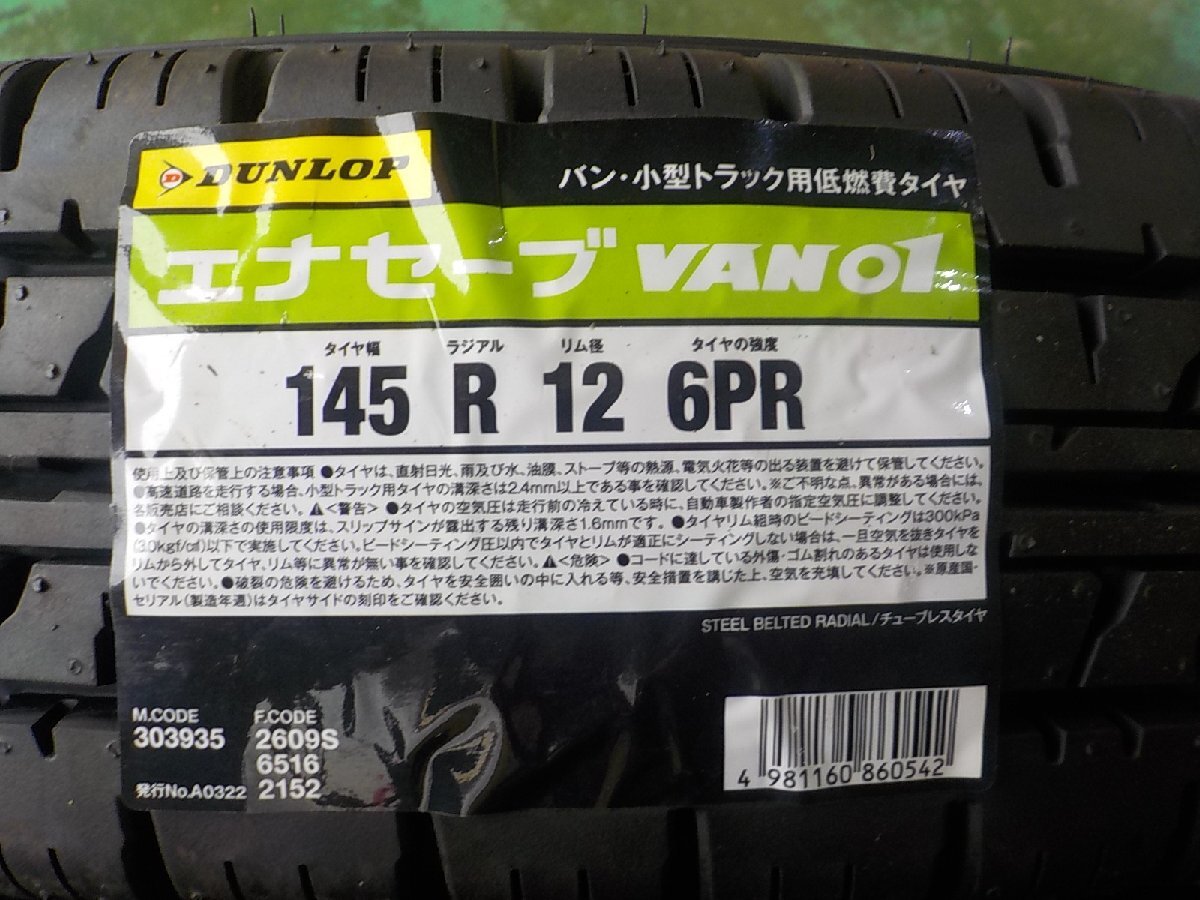 DUNLOP
バン・小型トラック用低燃費タイヤ
エナセーブ VAN01
タイヤ幅 ラジアル リム径 タイヤの強度
145 R 12 6PR
使用上及び保管上の注意事項 ●タイヤは、直射日光、雨及び水、油膜、ストーブ等の熱源、電気火花等の出る装置を避けて保管してください。
●高速道路を走行する場合、小型トラック用タイヤの溝深さは2.4mm以上である事を確認してください。※ご不明な点、異常がある場合には、
各販売店にご相談ください。⚠<警告> ●タイヤの空気圧は走行前の冷えている時に、自動車製作者の指定空気圧に調整してください。
●タイヤの溝深さの使用限度は、スリップサインが露出する残り溝深さ1.6mmです。●タイヤリム組時のビードシーティングは300kPa
(3.0kgf/c㎡)以下で実施してください。ビードシーティング圧以内でタイヤとリムが適正にシーティングしない場合は、一旦空気を抜きタイヤを
リムから外してタイヤ、リム等に異常が無い事を確認してください。⚠<危険> ●コードに達している外傷・ゴム割れのあるタイヤは使用しな
いでください。●破裂の危険を避けるため、タイヤを安全囲いの中に入れる等、安全措置を講じた上、空気を充填してください。※原産国・
セリアル(製造年週)はタイヤサイドの刻印をご確認ください。
STEEL BELTED RADIAL/チューブレスタイヤ
M.CODE F.CODE
303935 2609S
6516
発行No.A0322 2152
4 981160 860542